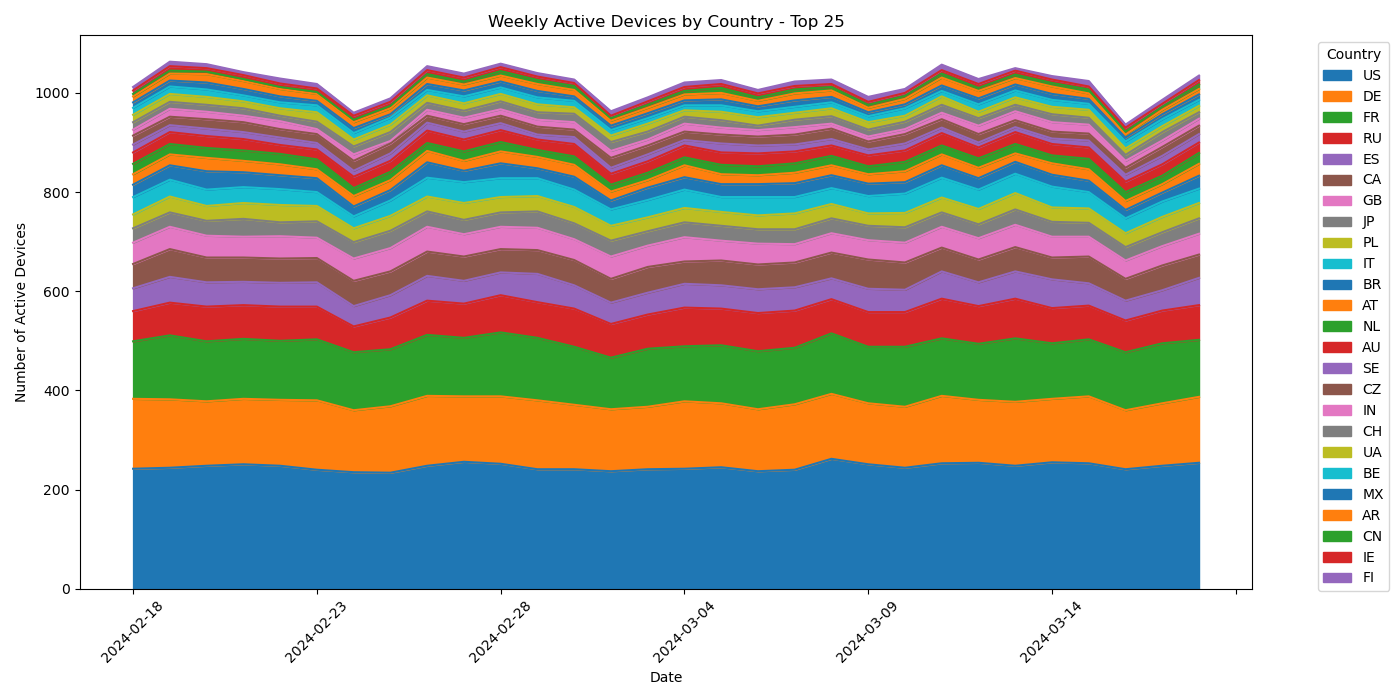 Weekly Active Devices by Country - Top 25
Number of Active Devices
1000
800
600
400
200
0
2024-02-18
2024-02-23
2024-02-28
2024-03-04
2024-03-09
2024-03-14
Date
Country
US
DE
FR
RU
ES
CA
GB
JP
PL
IT
BR
AT
NL
AU
SE
CZ
IN
CH
UA
BE
MX
AR
CN
IE
FI